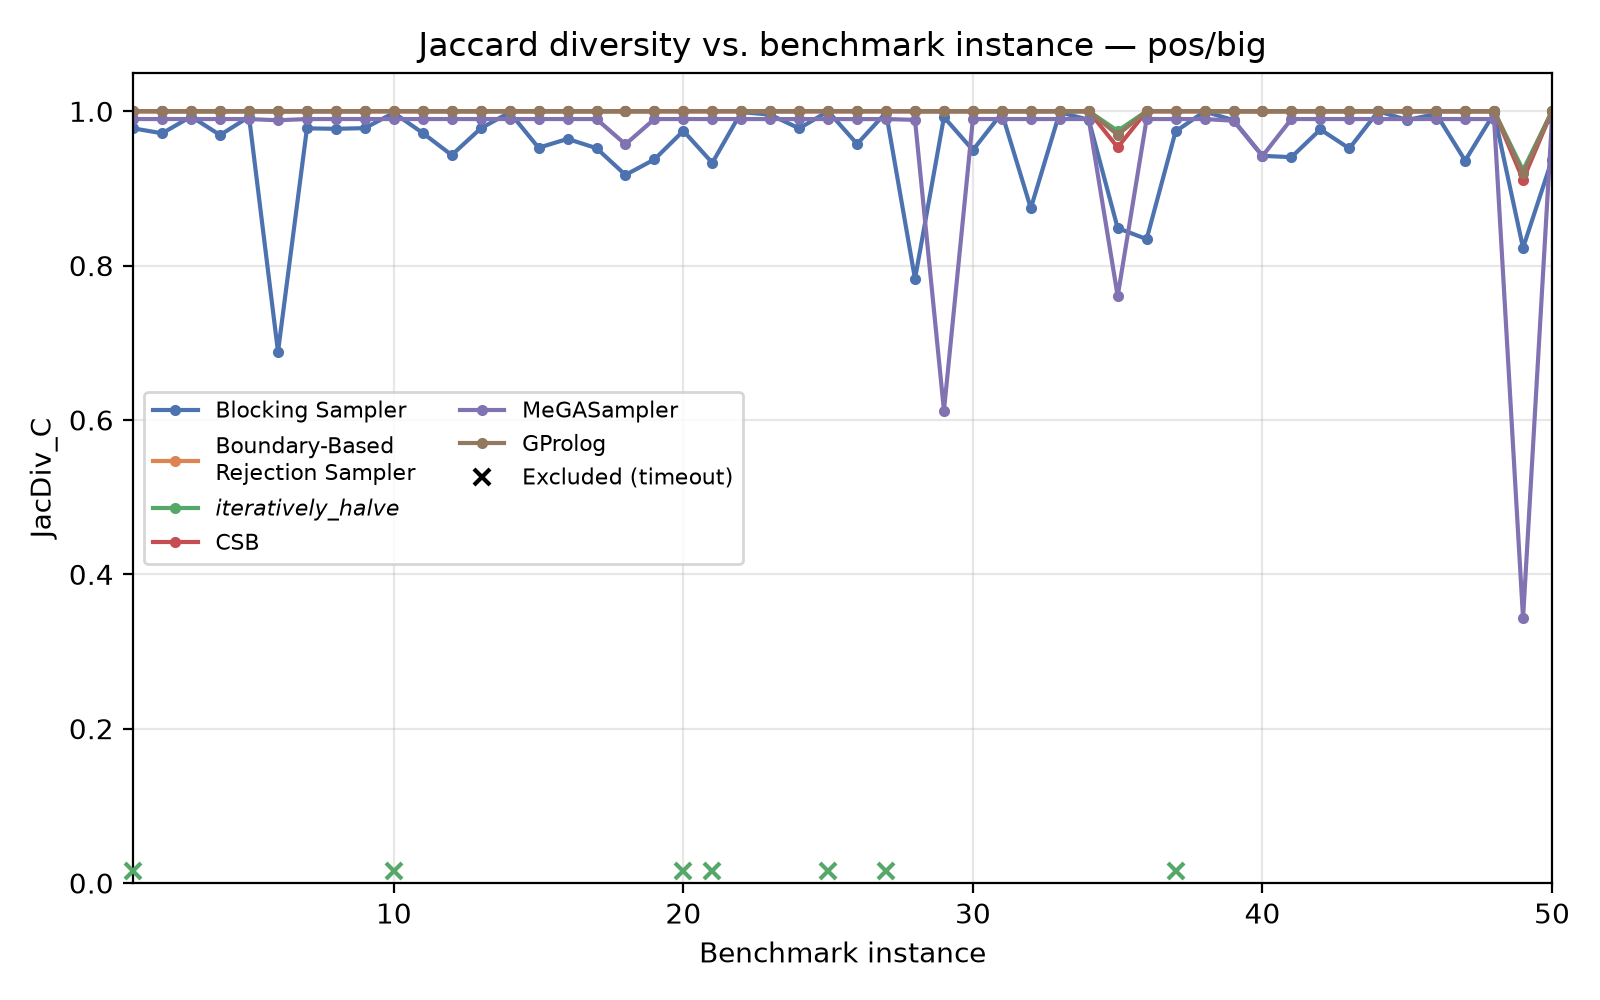 Jaccard diversity vs. benchmark instance — pos/big
JacDiv_C
1.0
0.8
0.6
0.4
0.2
0.0
Blocking Sampler
Boundary-Based
Rejection Sampler
iteratively_halve
CSB
MeGASampler
GProlog
Excluded (timeout)
10
20
30
40
50
Benchmark instance